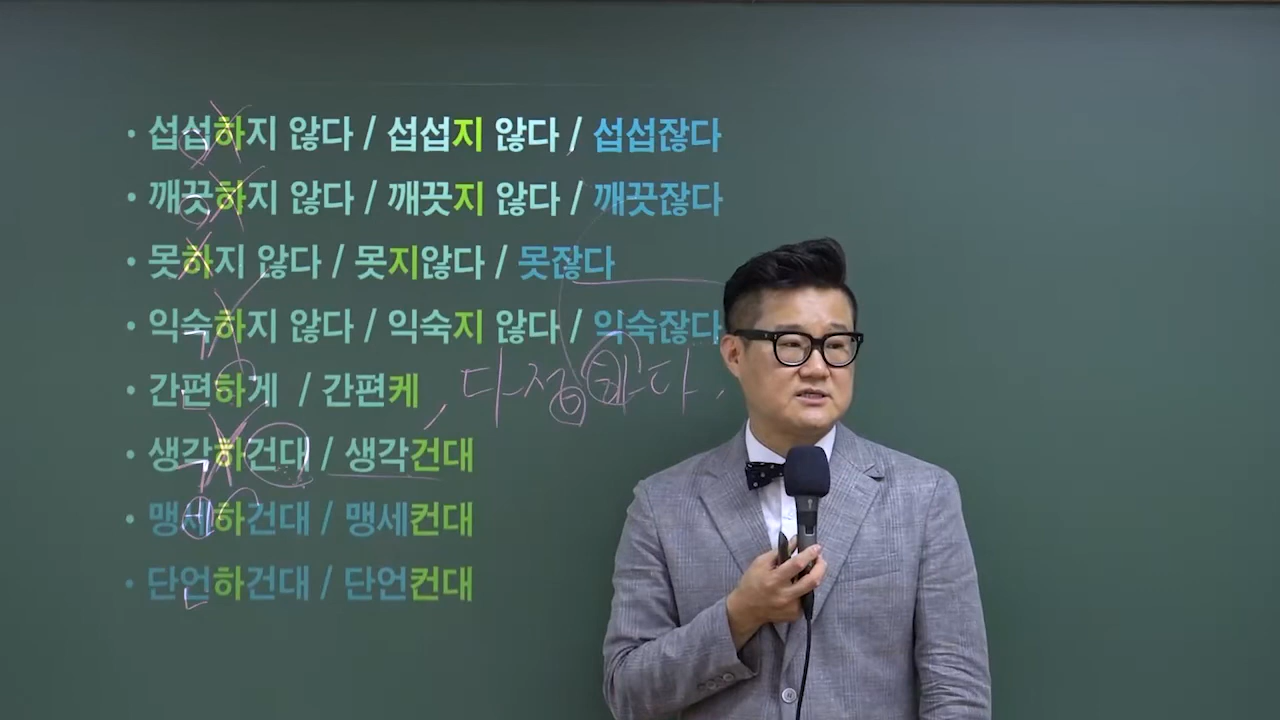 · 섭섭하지 않다 / 섭섭지 않다 / 섭섭잖다
· 깨끗하지 않다 / 깨끗지 않다 / 깨끗잖다
· 못하지 않다 / 못지않다 / 못잖다
· 익숙하지 않다 / 익숙지 않다 / 익숙잖다
· 간편하게 / 간편케
다정하다
· 생각하건대 / 생각건대
· 맹세하건대 / 맹세컨대
· 단언하건대 / 단언컨대